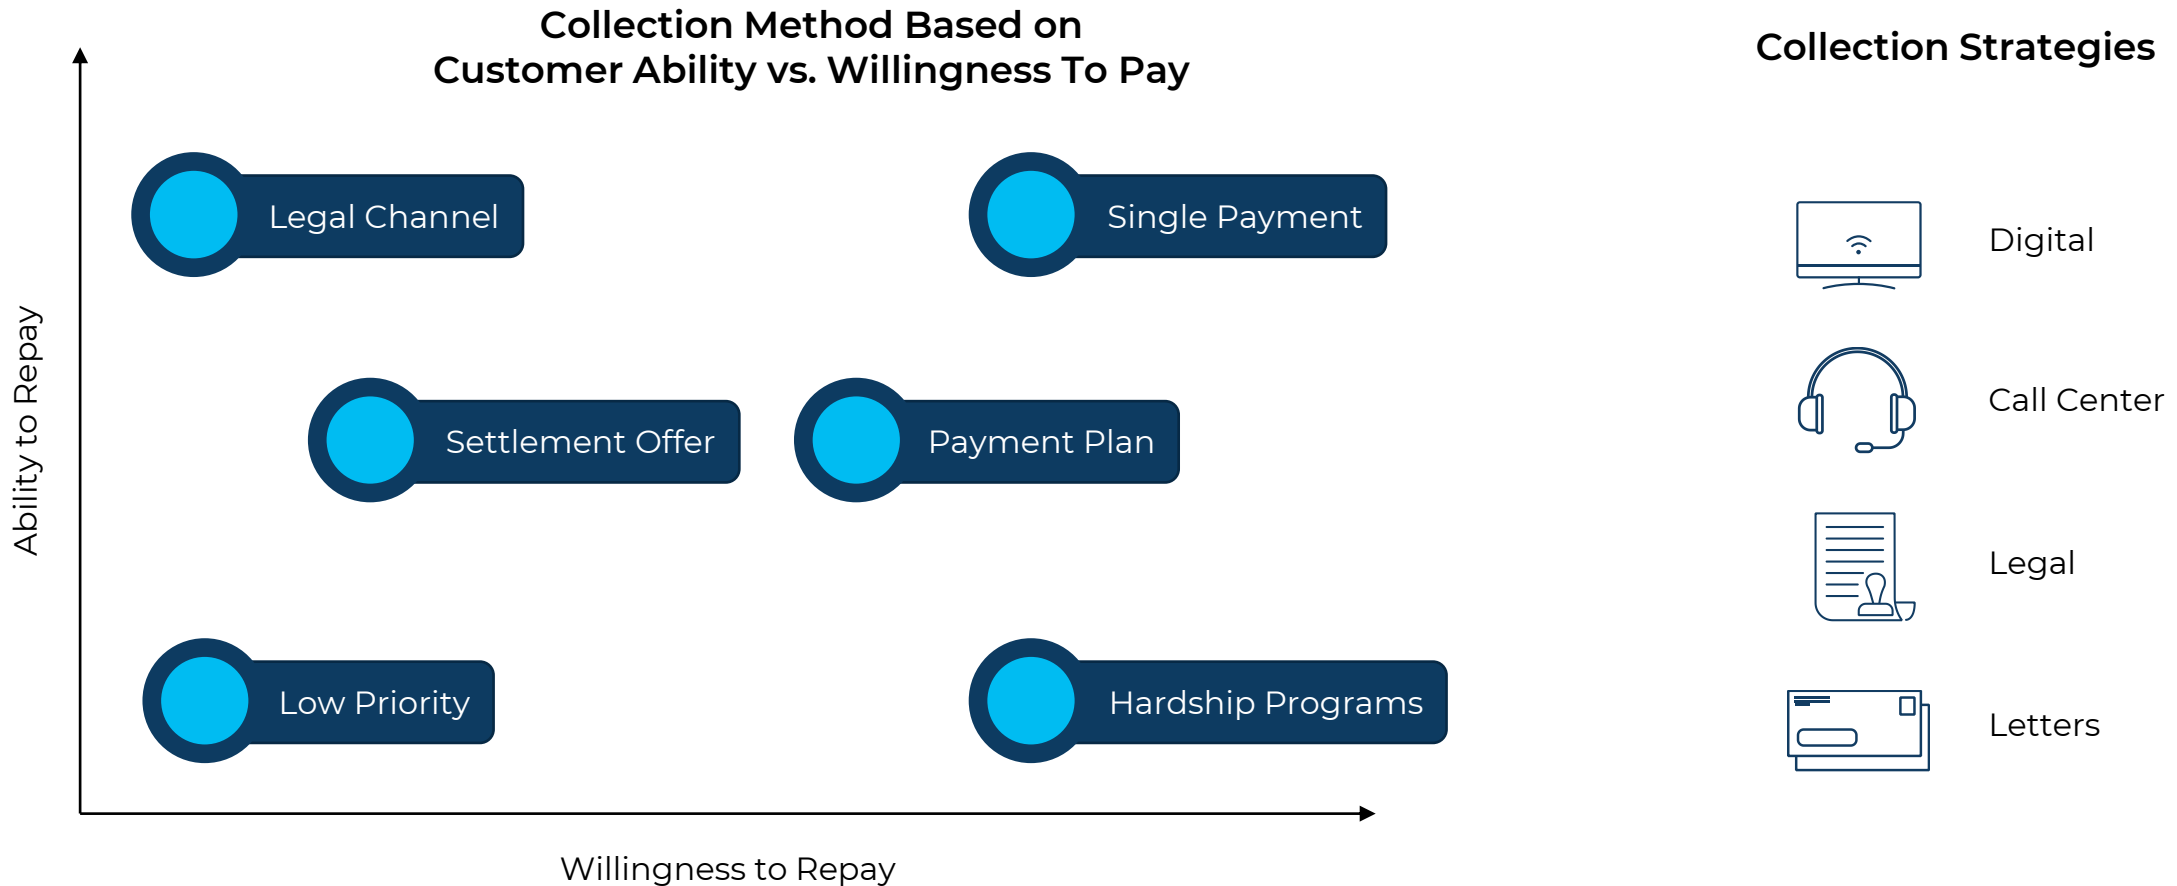 Collection Method Based on
Customer Ability vs. Willingness To Pay
Collection Strategies
Ability to Repay
Legal Channel
Single Payment
Settlement Offer
Payment Plan
Low Priority
Hardship Programs
Willingness to Repay
Digital
Call Center
Legal
Letters